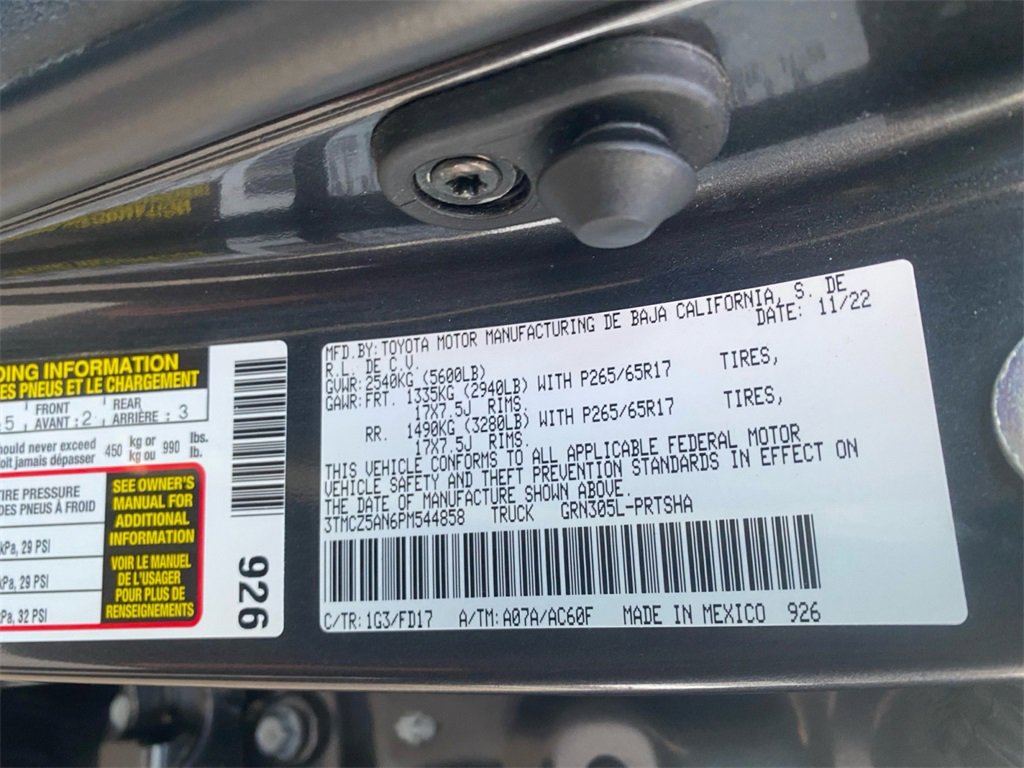 DING INFORMATION
DES PNEUS ET LE CHARGEMENT
5 FRONT AVANT : 2 REAR ARRIÈRE : 3
should never exceed 450 kg or 990 lbs.
doit jamais dépasser kg ou lb.
TIRE PRESSURE
DES PNEUS À FROID
kPa, 29 PSI
kPa, 29 PSI
kPa, 32 PSI
SEE OWNER'S
MANUAL FOR
ADDITIONAL
INFORMATION
VOIR LE MANUEL
DE L'USAGER
POUR PLUS DE
RENSEIGNEMENTS
926
MFD.BY: TOYOTA MOTOR MANUFACTURING DE BAJA CALIFORNIA, S. DE
R.L. DE C.V. DATE: 11/22
GVWR: 2540KG (5600LB)
GAWR: FRT. 1335KG (2940LB) WITH P265/65R17 TIRES,
17X7.5J RIMS.
RR. 1490KG (3280LB) WITH P265/65R17 TIRES,
17X7.5J RIMS.
THIS VEHICLE CONFORMS TO ALL APPLICABLE FEDERAL MOTOR
VEHICLE SAFETY AND THEFT PREVENTION STANDARDS IN EFFECT ON
THE DATE OF MANUFACTURE SHOWN ABOVE.
3TMCZ5AN6PM544858 TRUCK GRN305L-PRTSHA
C/TR: 1G3/FD17 A/TM: A07A/AC60F MADE IN MEXICO 926